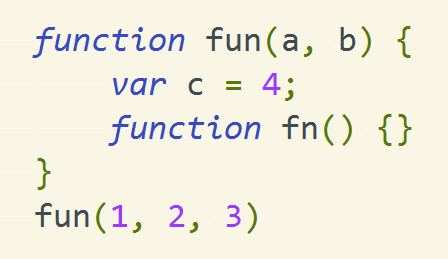 function fun(a, b) {
    var c = 4;
    function fn() {}
}
fun(1, 2, 3)